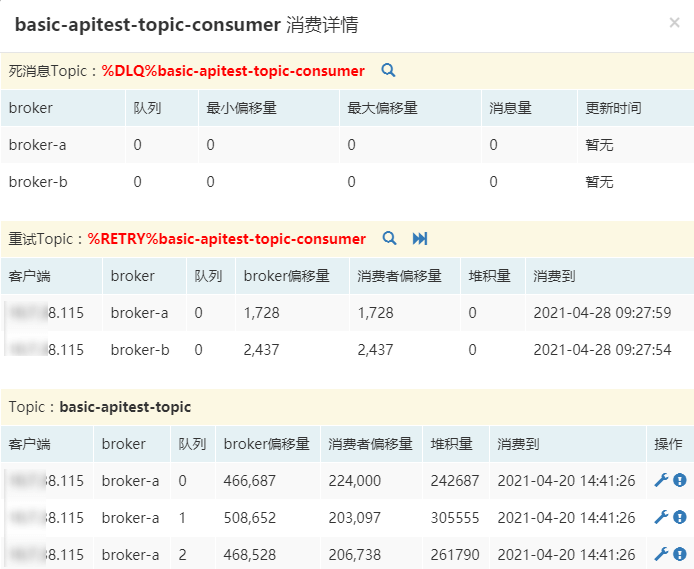 basic-apitest-topic-consumer 消费详情 ×
死消息Topic：%DLQ%basic-apitest-topic-consumer
broker 队列 最小偏移量 最大偏移量 消息量 更新时间
broker-a 0 0 0 0 暂无
broker-b 0 0 0 0 暂无
重试Topic：%RETRY%basic-apitest-topic-consumer
客户端 broker 队列 broker偏移量 消费者偏移量 堆积量 消费到
8.115 broker-a 0 1,728 1,728 0 2021-04-28 09:27:59
8.115 broker-b 0 2,437 2,437 0 2021-04-28 09:27:54
Topic：basic-apitest-topic
客户端 broker 队列 broker偏移量 消费者偏移量 堆积量 消费到 操作
8.115 broker-a 0 466,687 224,000 242687 2021-04-20 14:41:26
8.115 broker-a 1 508,652 203,097 305555 2021-04-20 14:41:26
8.115 broker-a 2 468,528 206,738 261790 2021-04-20 14:41:26